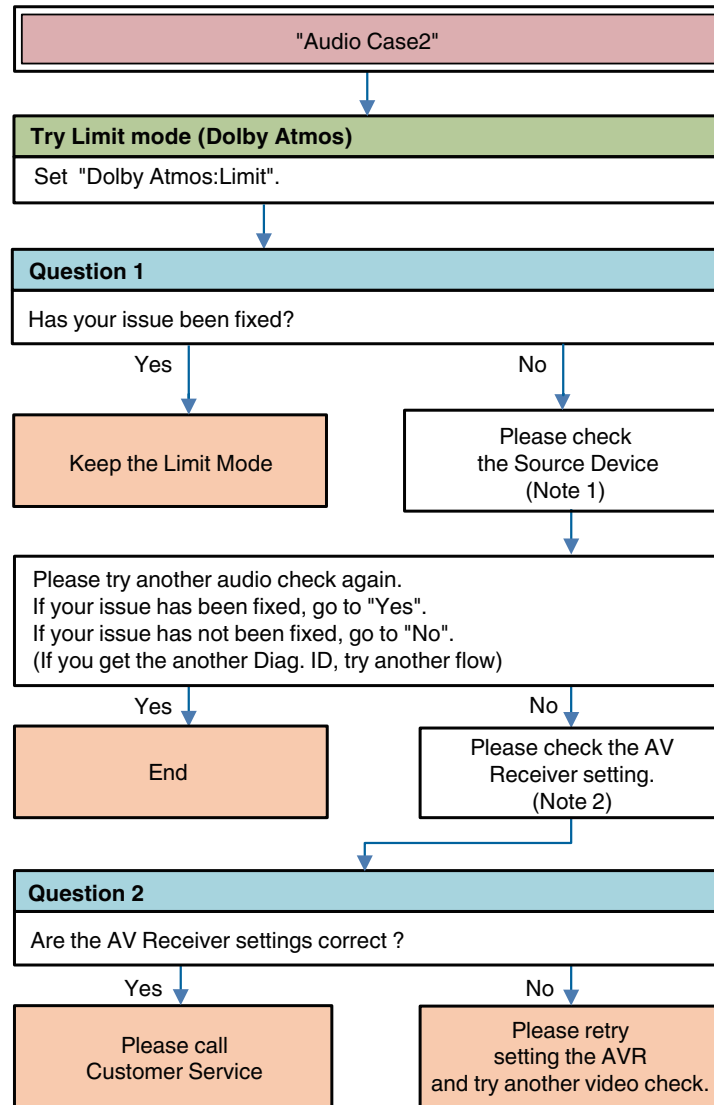 "Audio Case2"
Try Limit mode (Dolby Atmos)
Set "Dolby Atmos:Limit".
Question 1
Has your issue been fixed?
Yes
No
Keep the Limit Mode
Please check
the Source Device
(Note 1)
Please try another audio check again.
If your issue has been fixed, go to "Yes".
If your issue has not been fixed, go to "No".
(If you get the another Diag. ID, try another flow)
Yes
No
End
Please check the AV
Receiver setting.
(Note 2)
Question 2
Are the AV Receiver settings correct ?
Yes
No
Please call
Customer Service
Please retry
setting the AVR
and try another video check.